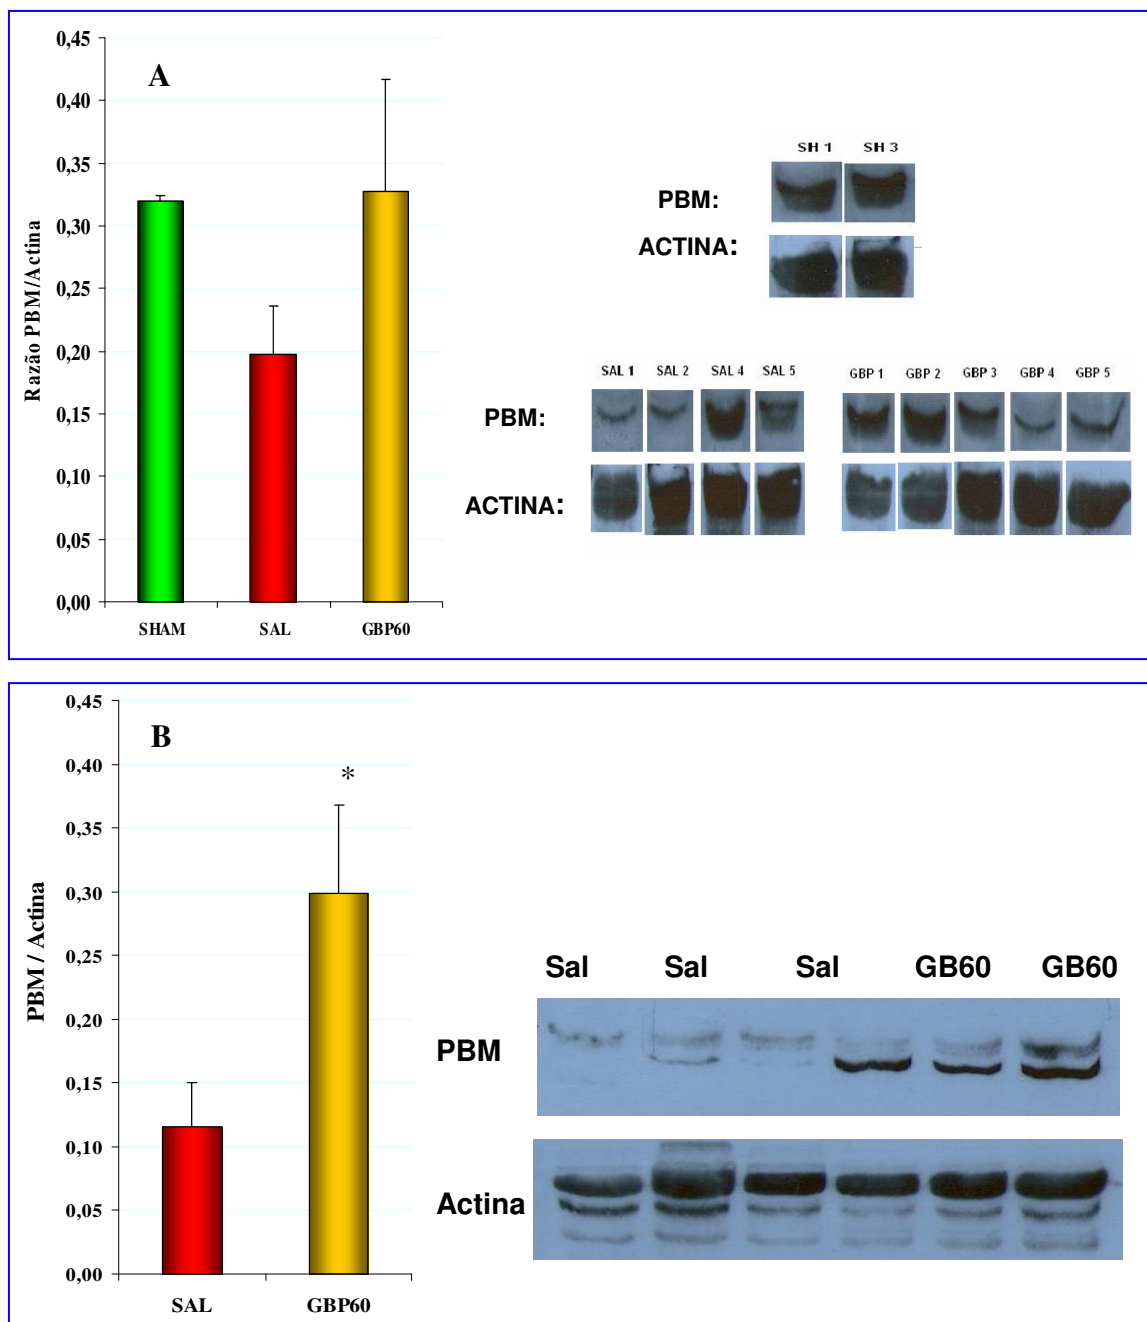 A
Razão PBM/Actina
0,45
0,40
0,35
0,30
0,25
0,20
0,15
0,10
0,05
0,00
SHAM SAL GBP60
SH 1 SH 3
PBM:
ACTINA:
SAL 1 SAL 2 SAL 4 SAL 5 GBP 1 GBP 2 GBP 3 GBP 4 GBP 5
PBM:
ACTINA:
B
PBM / Actina
0,45
0,40
0,35
0,30
0,25
0,20
0,15
0,10
0,05
0,00
*
SAL GBP60
Sal Sal Sal GB60 GB60
PBM
Actina